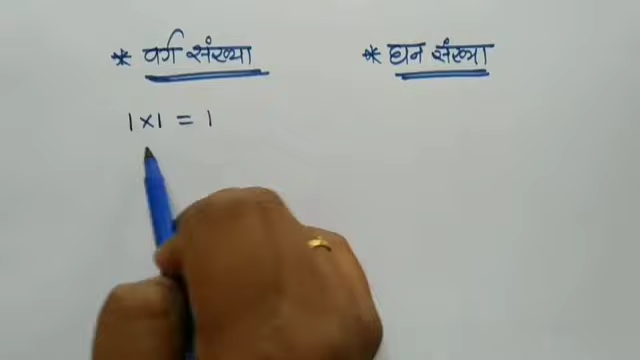 * वर्ग संख्या
* घन संख्या
1 × 1 = 1